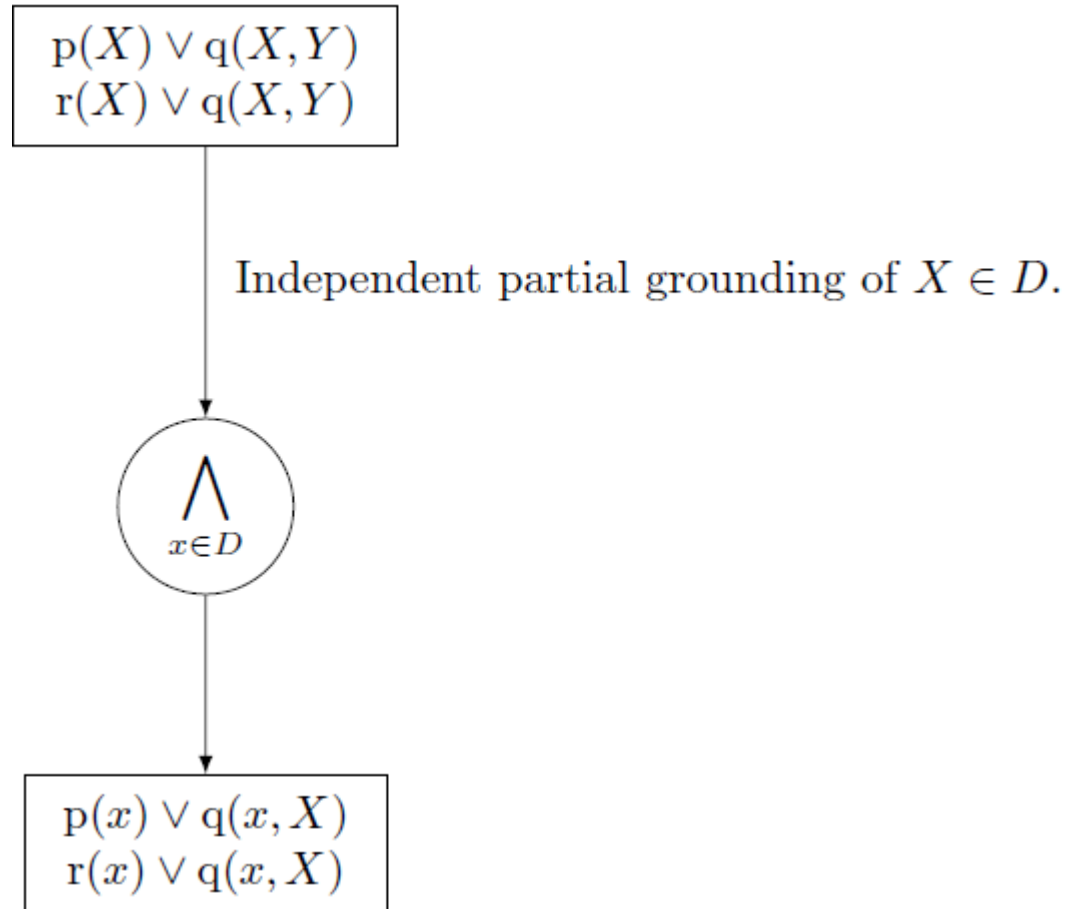 p(X) ∨ q(X, Y)
r(X) ∨ q(X, Y)
Independent partial grounding of X ∈ D.
⋀
x∈D
p(x) ∨ q(x, X)
r(x) ∨ q(x, X)